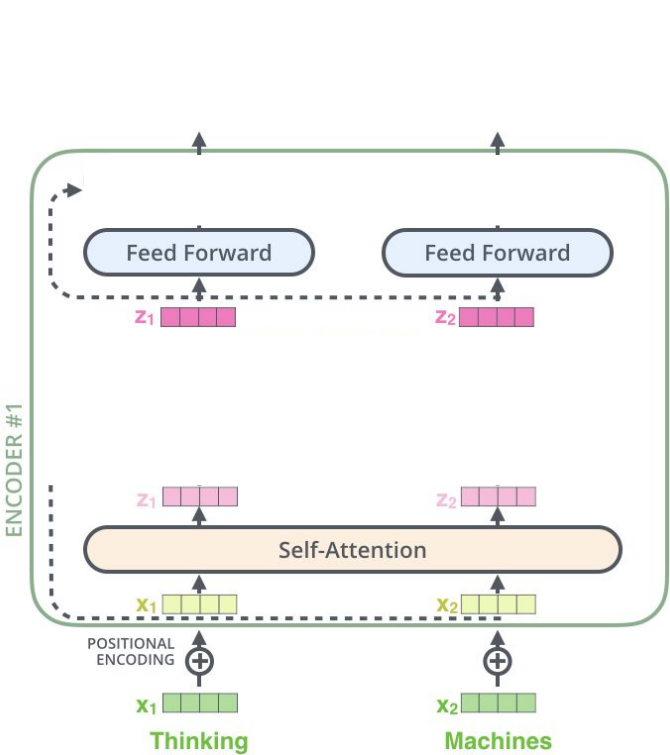 Feed Forward
Feed Forward
z1
z2
ENCODER #1
z1
z2
Self-Attention
x1
x2
POSITIONAL
ENCODING
x1
x2
Thinking
Machines